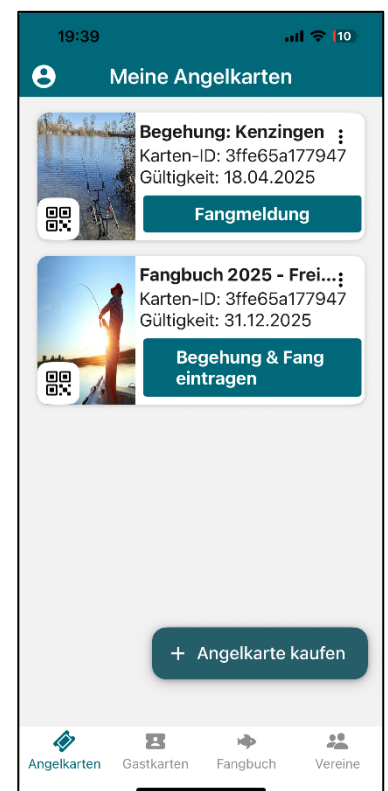 19:39
10
Meine Angelkarten
Begehung: Kenzingen
Karten-ID: 3ffe65a177947
Gültigkeit: 18.04.2025
Fangmeldung
Fangbuch 2025 - Frei...
Karten-ID: 3ffe65a177947
Gültigkeit: 31.12.2025
Begehung & Fang
eintragen
+ Angelkarte kaufen
Angelkarten Gastkarten Fangbuch Vereine